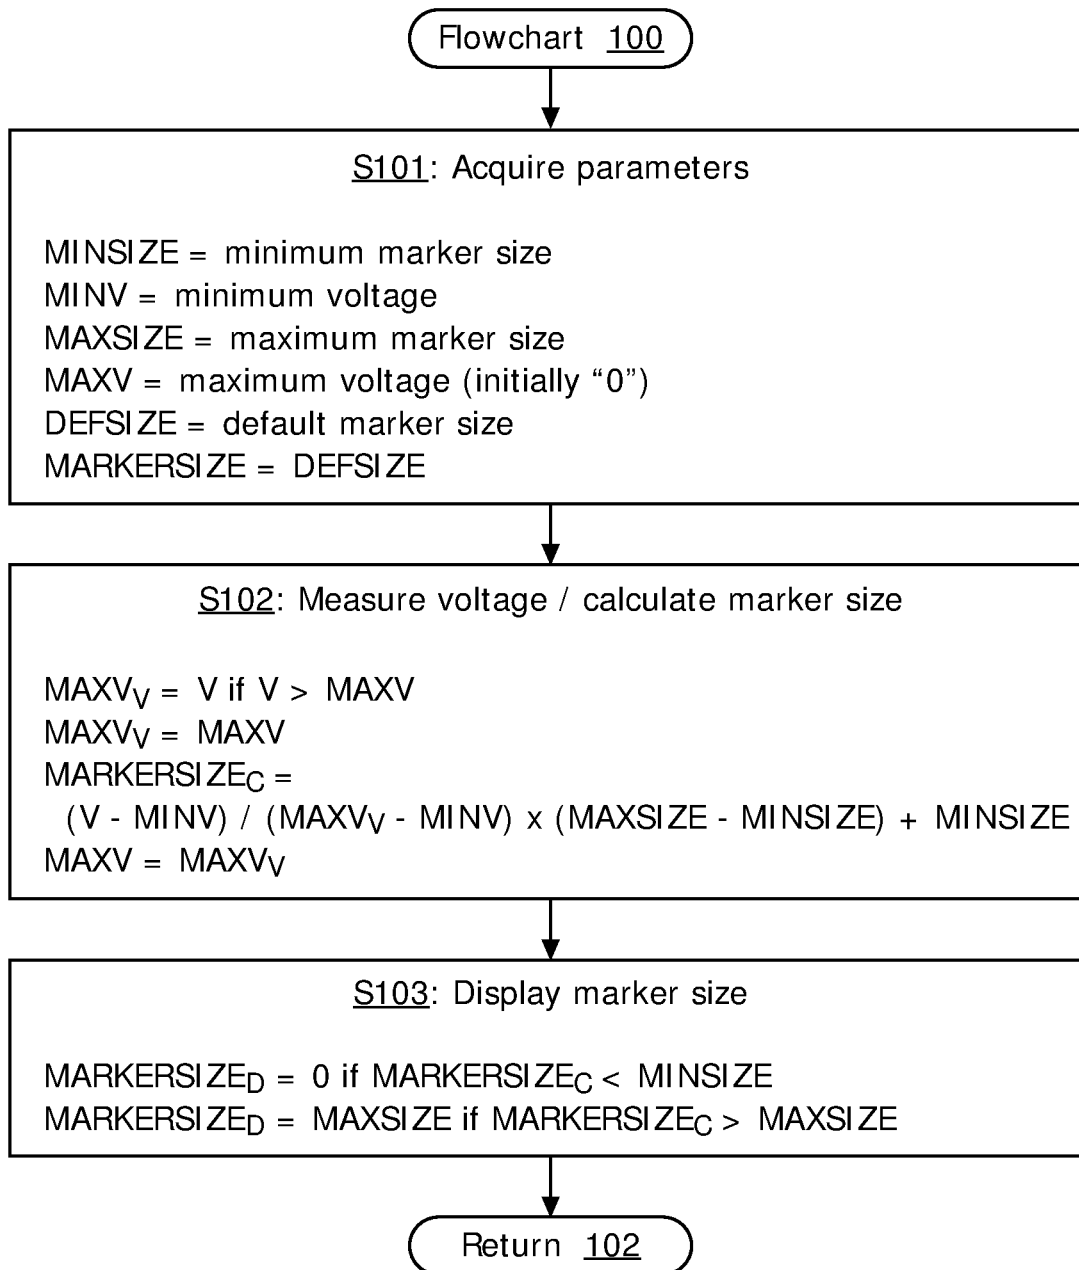 Flowchart 100
S101: Acquire parameters
MINSIZE = minimum marker size
MINV = minimum voltage
MAXSIZE = maximum marker size
MAXV = maximum voltage (initially “0”)
DEFSIZE = default marker size
MARKERSIZE = DEFSIZE
S102: Measure voltage / calculate marker size
MAXVV = V if V > MAXV
MAXVV = MAXV
MARKERSIZEC =
(V - MINV) / (MAXVV - MINV) x (MAXSIZE - MINSIZE) + MINSIZE
MAXV = MAXVV
S103: Display marker size
MARKERSIZED = 0 if MARKERSIZEC < MINSIZE
MARKERSIZED = MAXSIZE if MARKERSIZEC > MAXSIZE
Return 102